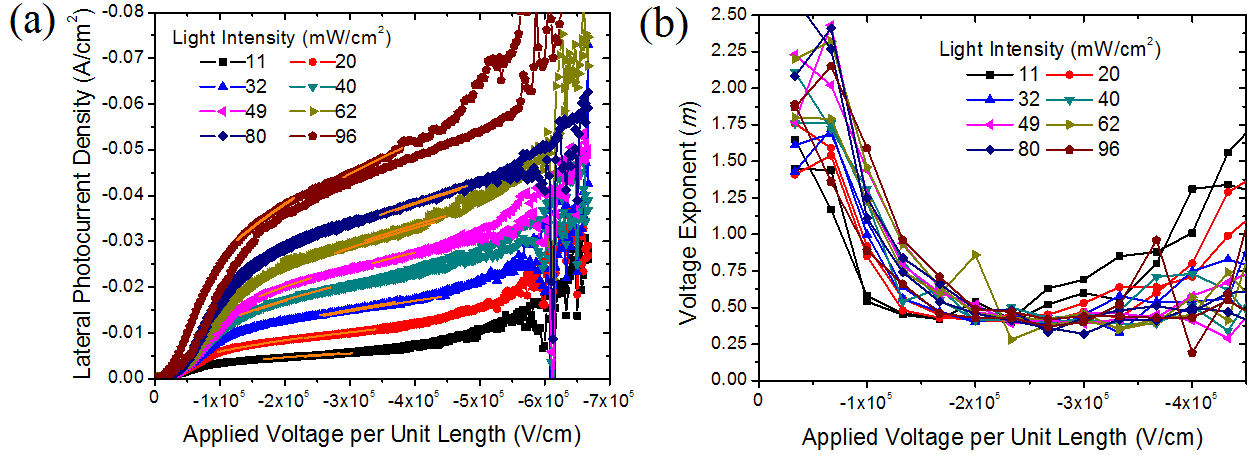 (a)
Lateral Photocurrent Density (A/cm²)
-0.08
-0.07
-0.06
-0.05
-0.04
-0.03
-0.02
-0.01
0.00
Light Intensity (mW/cm²)
11 20
32 40
49 62
80 96
0 -1x10⁵ -2x10⁵ -3x10⁵ -4x10⁵ -5x10⁵ -6x10⁵ -7x10⁵
Applied Voltage per Unit Length (V/cm)
(b)
Voltage Exponent (m)
2.50
2.25
2.00
1.75
1.50
1.25
1.00
0.75
0.50
0.25
0.00
Light Intensity (mW/cm²)
11 20
32 40
49 62
80 96
0 -1x10⁵ -2x10⁵ -3x10⁵ -4x10⁵
Applied Voltage per Unit Length (V/cm)